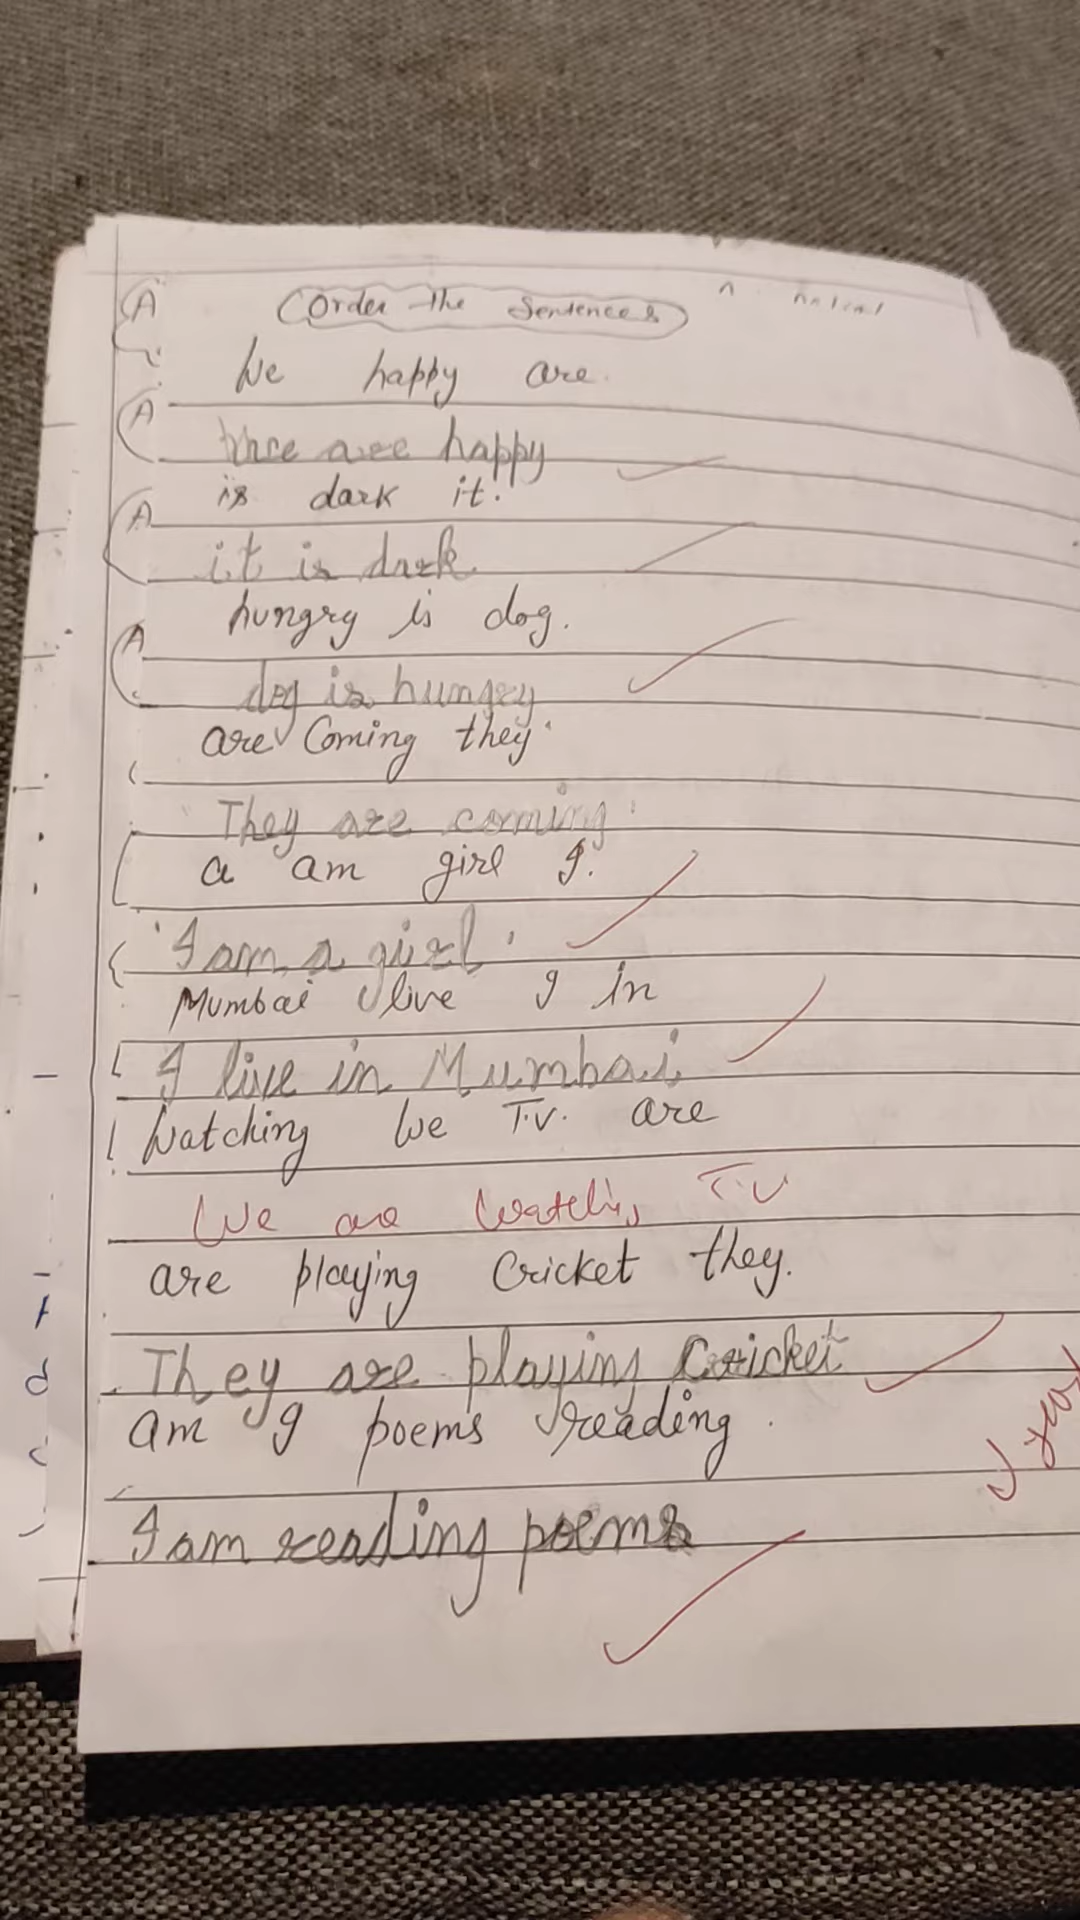 A
Order the Sentences
We happy are.
A
are happy
is dark it.
A
it is dark
hungry is dog.
A
dog is hungry
are coming they.
They are coming.
a am girl I.
I am a girl.
Mumbai live I in
I live in Mumbai
Watching We T.V. are
We are T.V
are playing Cricket they.
They are playing Cricket
am I poems reading.
I am reading poems